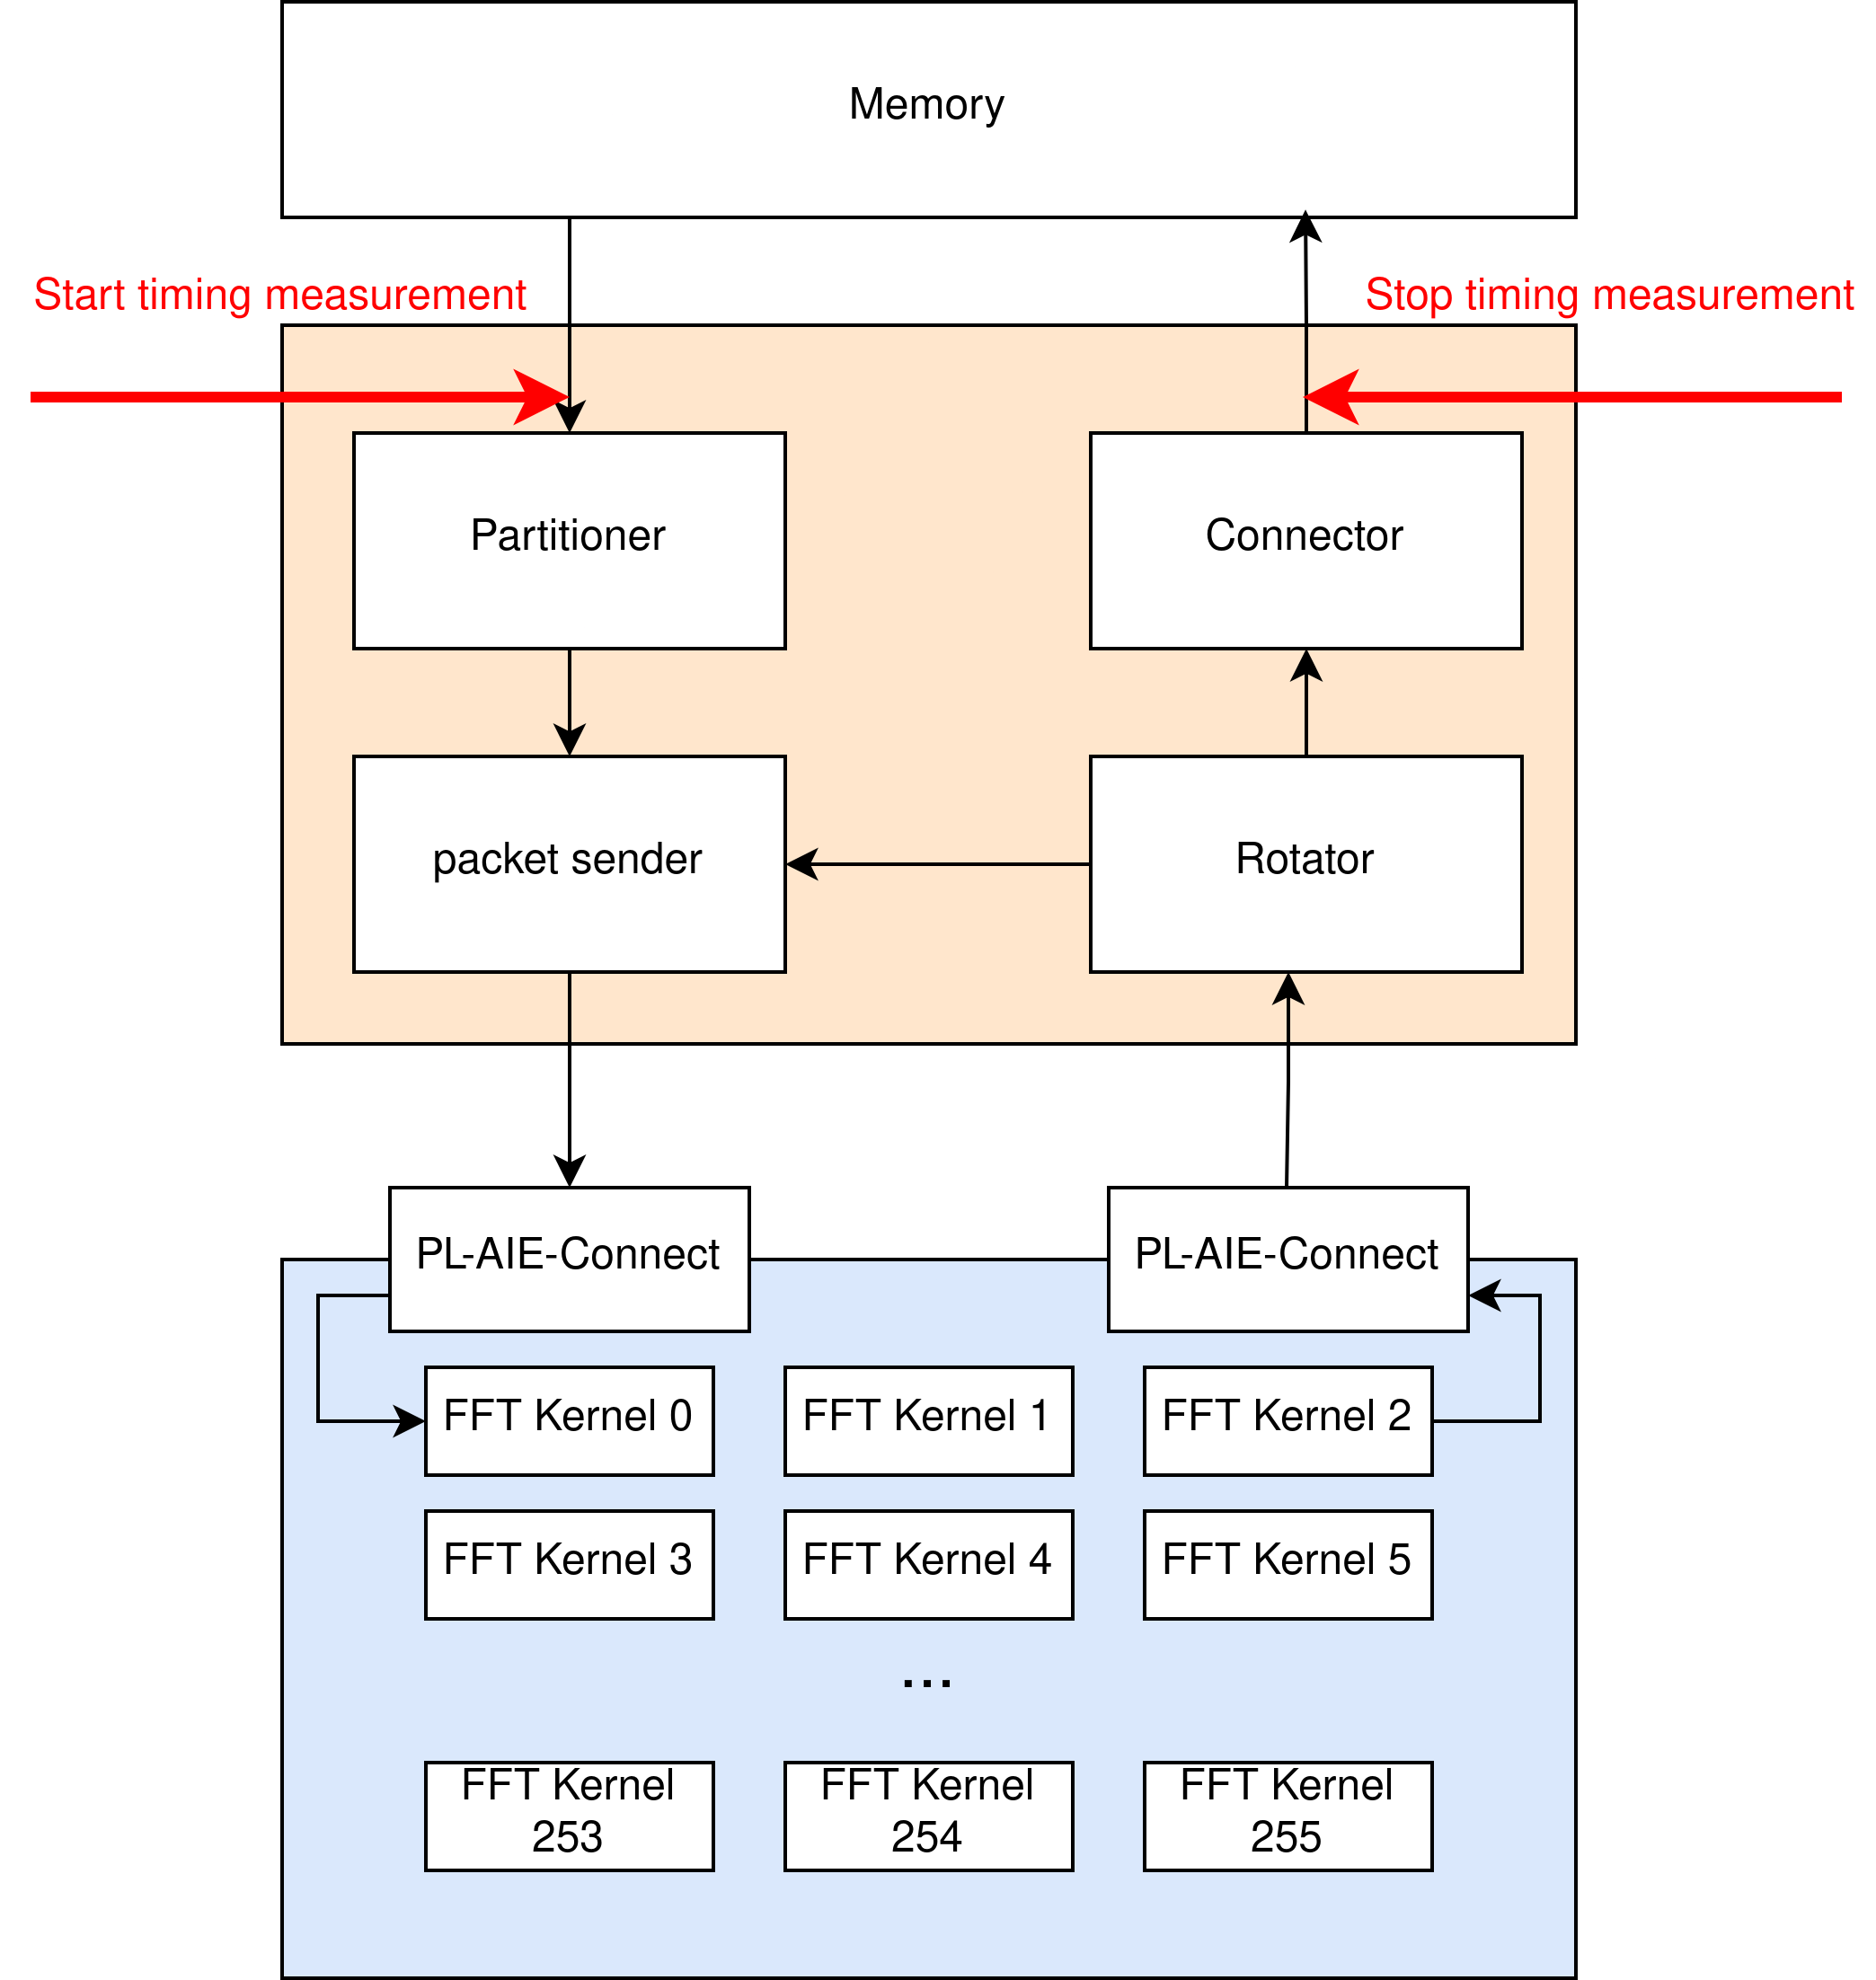 Memory
Start timing measurement
Stop timing measurement
Partitioner
Connector
packet sender
Rotator
PL-AIE-Connect
PL-AIE-Connect
FFT Kernel 0
FFT Kernel 1
FFT Kernel 2
FFT Kernel 3
FFT Kernel 4
FFT Kernel 5
...
FFT Kernel
253
FFT Kernel
254
FFT Kernel
255